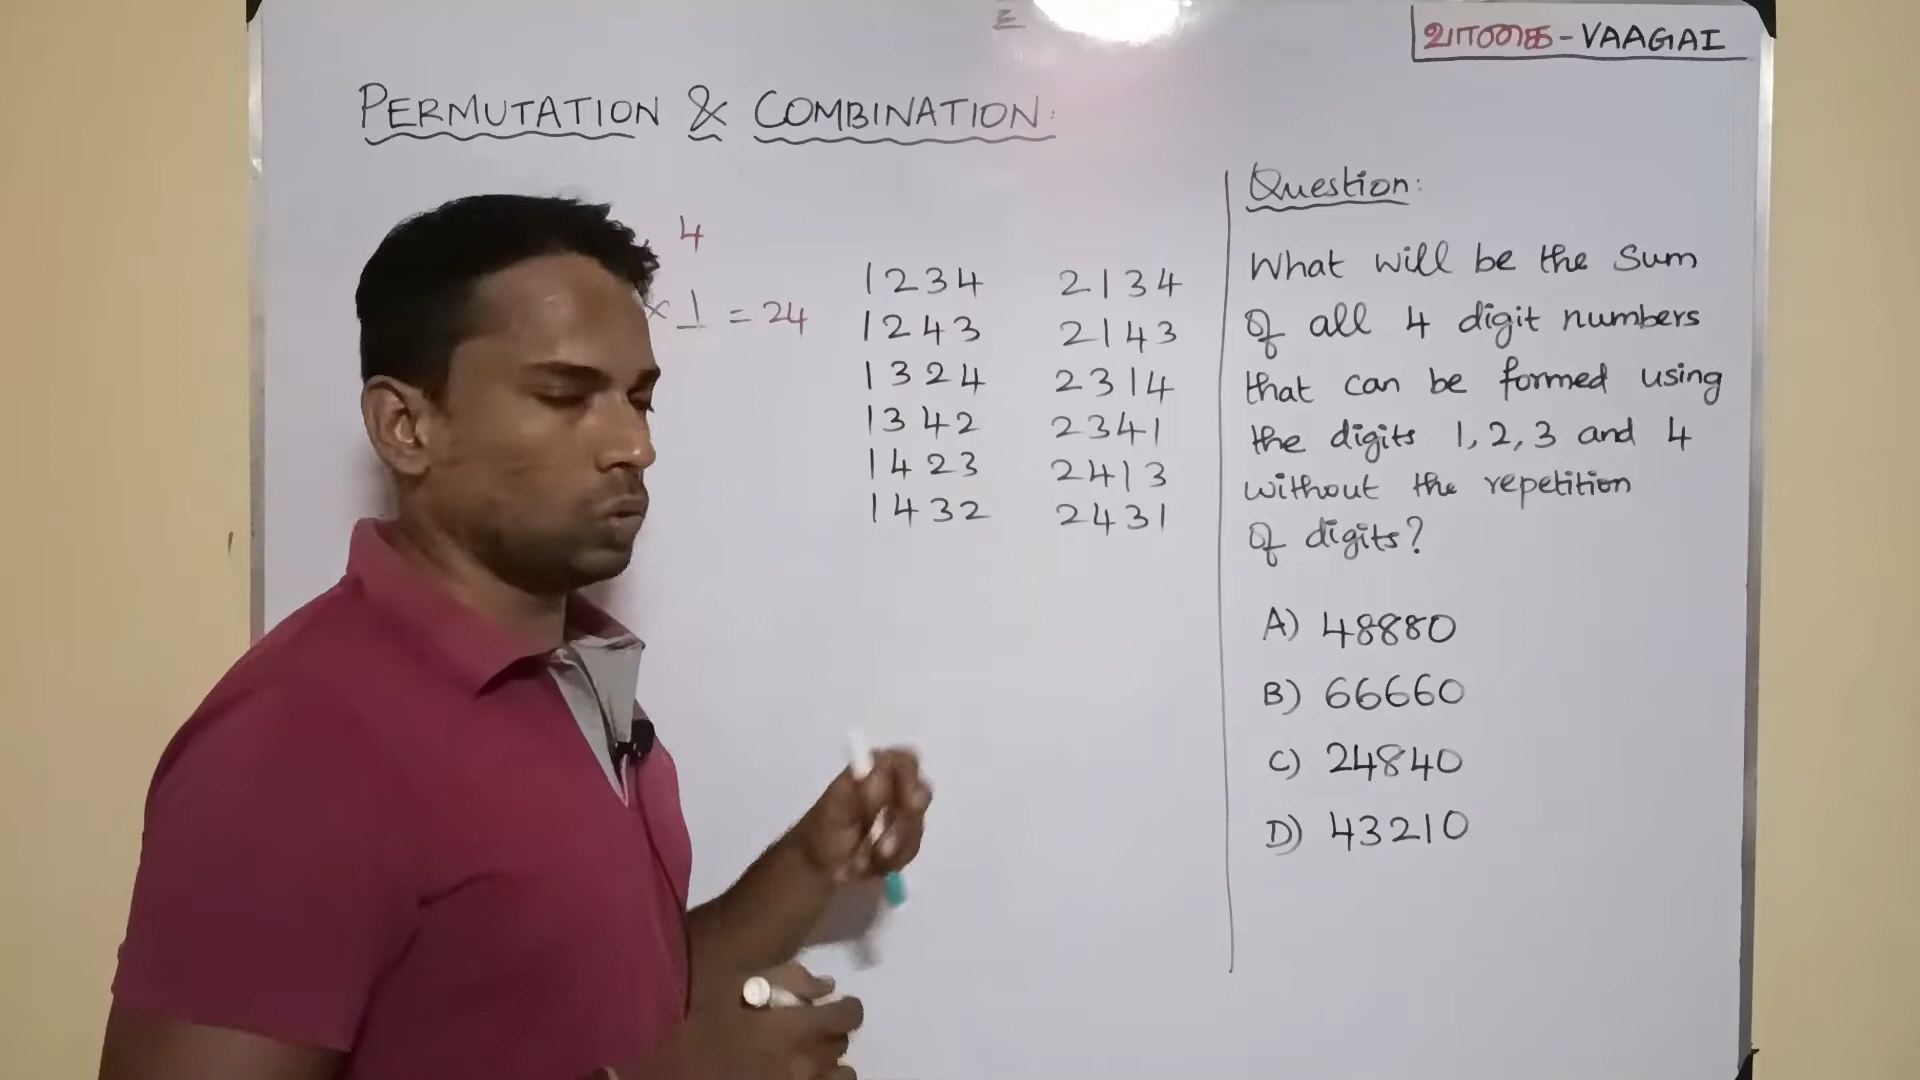 வாகை - VAAGAI
PERMUTATION & COMBINATION:
4
× 1 = 24
1234 2134
1243 2143
1324 2314
1342 2341
1423 2413
1432 2431
Question:
What will be the Sum
Of all 4 digit numbers
that can be formed using
the digits 1, 2, 3 and 4
without the repetition
Of digits?
A) 48880
B) 66660
C) 24840
D) 43210